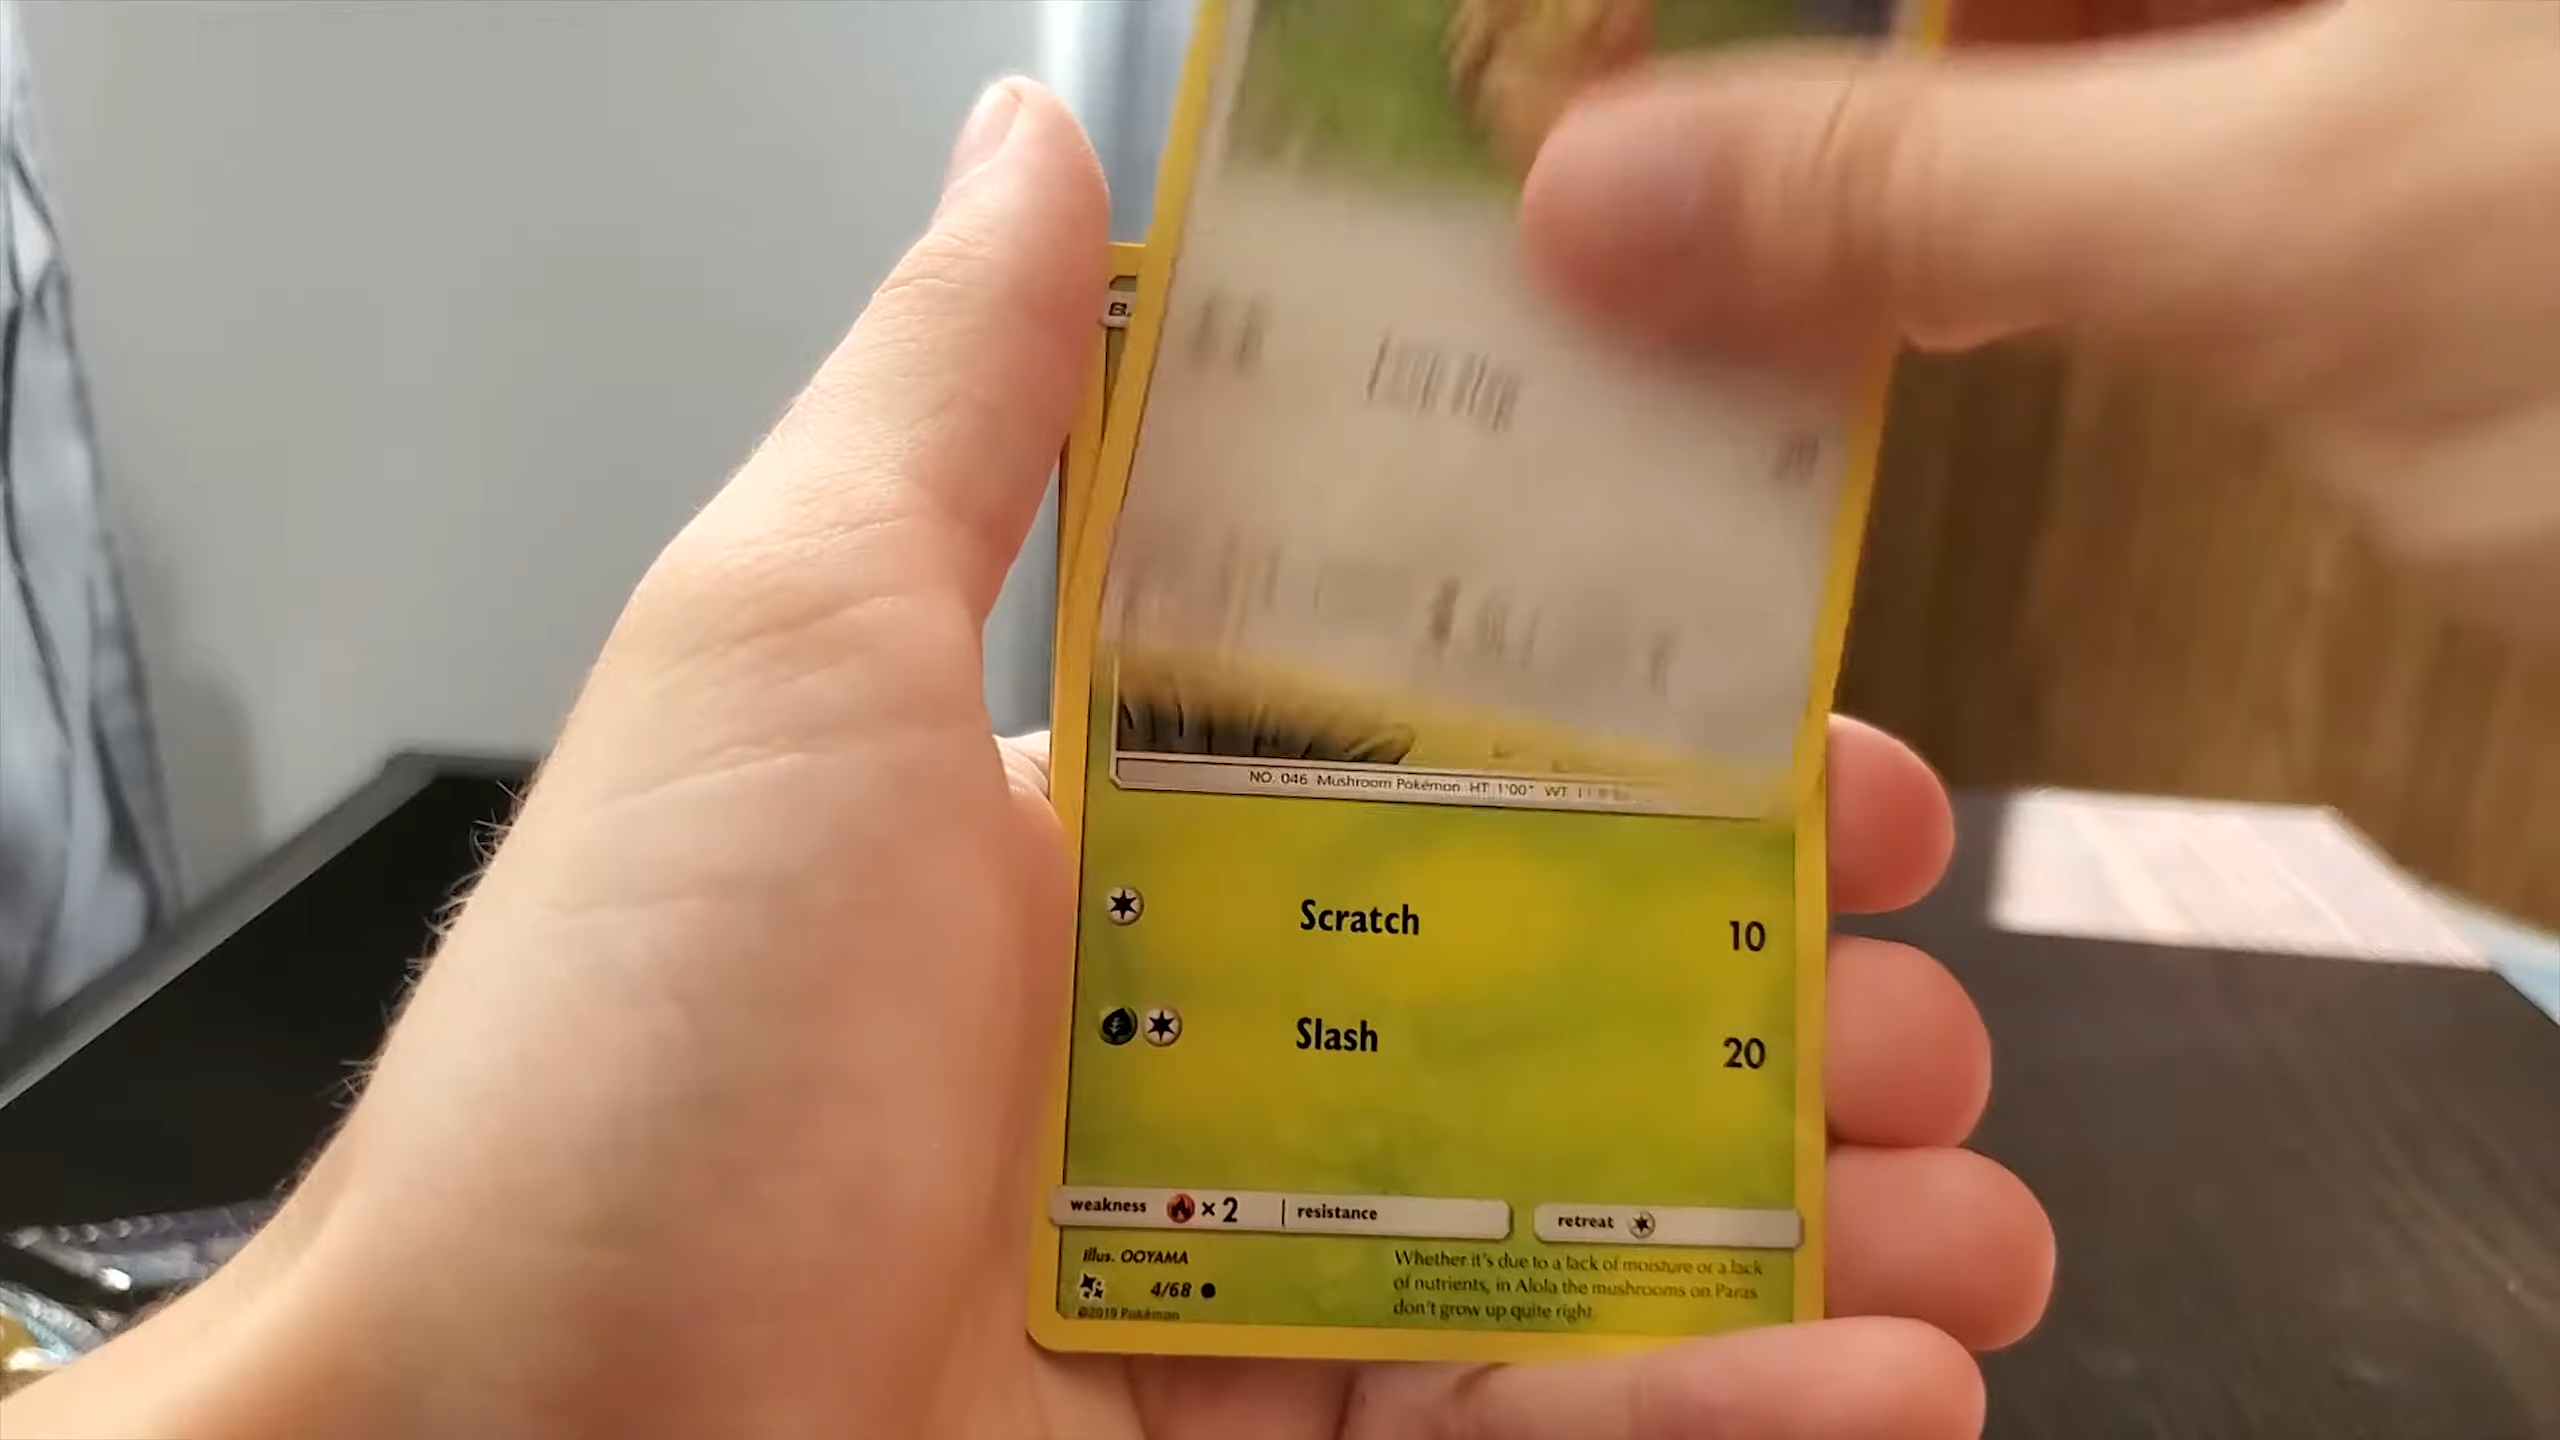 B
NO. 046 Mushroom Pokémon HT 1'00" WT
Scratch 10
Slash 20
weakness ×2 resistance retreat
Illus. OOYAMA
4/68
©2019 Pokémon
Whether it's due to a lack of moisture or a lack
of nutrients, in Alola the mushrooms on Paras
don't grow up quite right.